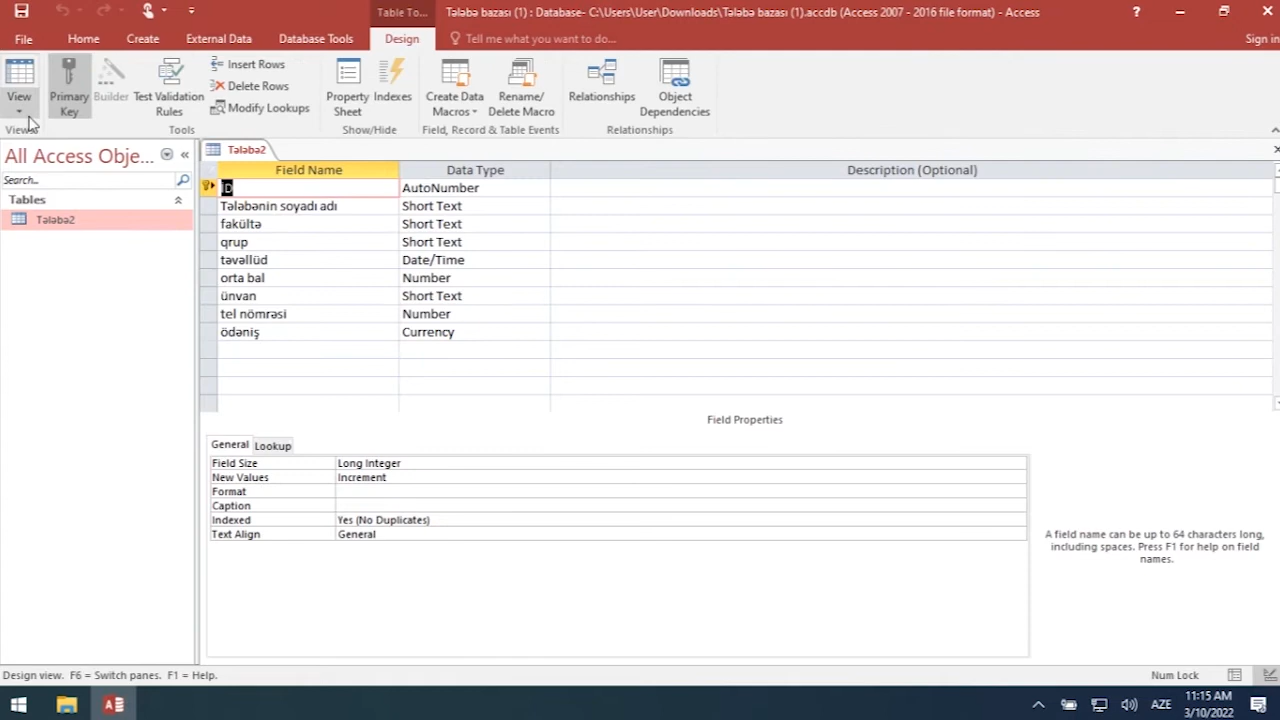 Table To...
Tələbə bazası (1) : Database- C:\Users\User\Downloads\Tələbə bazası (1).accdb (Access 2007 - 2016 file format) - Access
?
File
Home
Create
External Data
Database Tools
Design
Tell me what you want to do...
Sign in
View
Primary Key
Builder
Test Validation Rules
Insert Rows
Delete Rows
Modify Lookups
Property Sheet
Indexes
Create Data Macros
Rename/ Delete Macro
Relationships
Object Dependencies
Views
Tools
Show/Hide
Field, Record & Table Events
Relationships
All Access Obje...
Search...
Tables
Tələbə2
Tələbə2
Field Name Data Type Description (Optional)
ID AutoNumber
Tələbənin soyadı adı Short Text
fakültə Short Text
qrup Short Text
təvəllüd Date/Time
orta bal Number
ünvan Short Text
tel nömrəsi Number
ödəniş Currency
Field Properties
General Lookup
Field Size Long Integer
New Values Increment
Format
Caption
Indexed Yes (No Duplicates)
Text Align General
A field name can be up to 64 characters long,
including spaces. Press F1 for help on field
names.
Design view. F6 = Switch panes. F1 = Help.
Num Lock
AZE
11:15 AM
3/10/2022